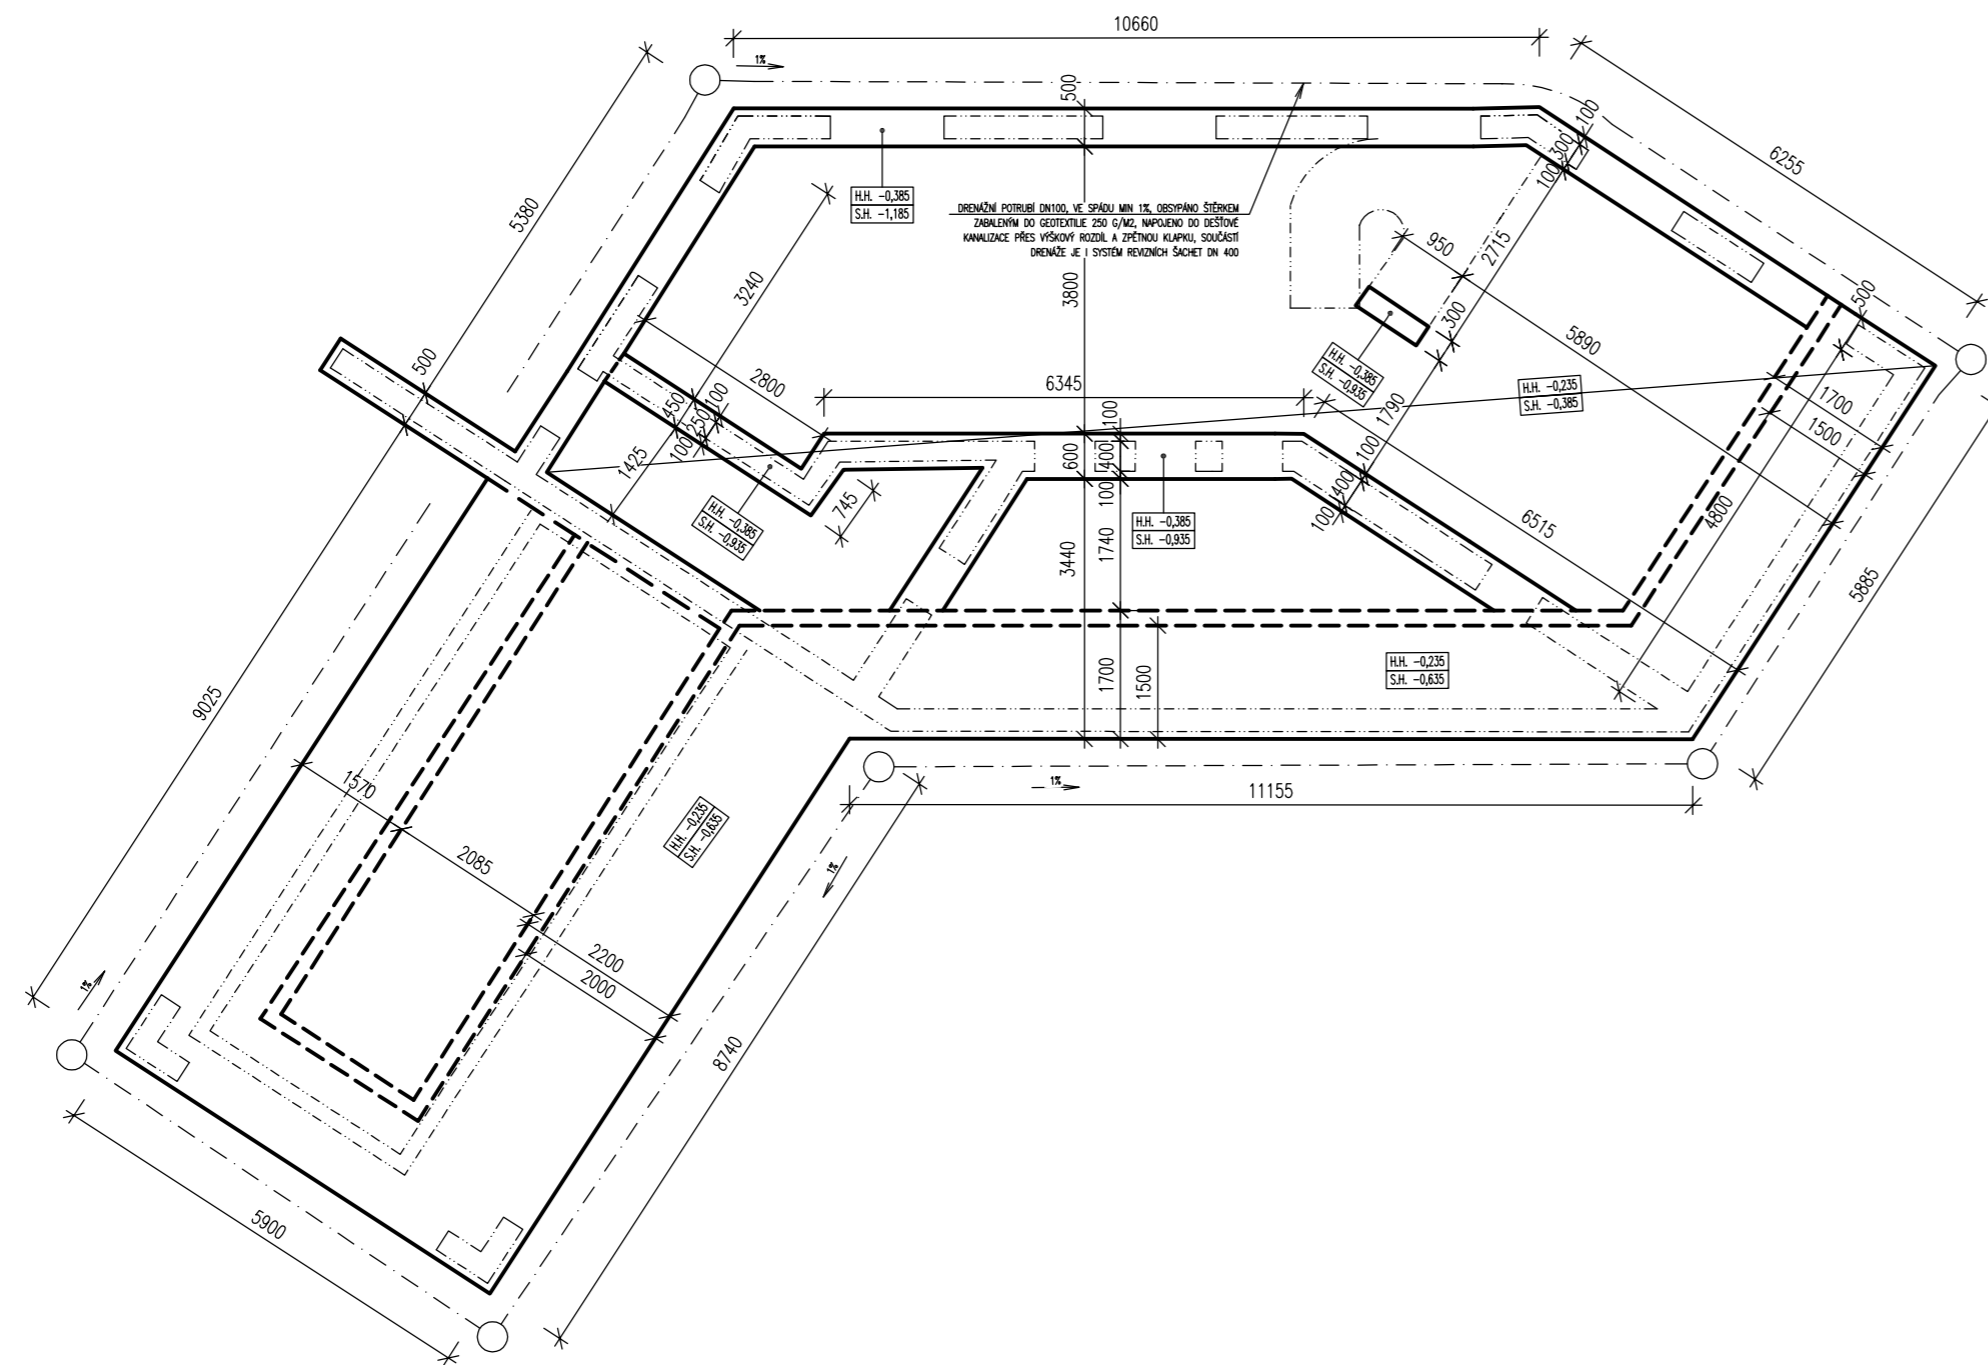 10660
1%
500
100
300
100
6255
5380
H.H. -0,385
S.H. -1,185
DRENÁŽNÍ POTRUBÍ DN100, VE SPÁDU MIN 1%, OBSYPÁNO ŠTĚRKEM
ZABALENÝM DO GEOTEXTILIE 250 G/M2, NAPOJENO DO DEŠŤOVÉ
KANALIZACE PŘES VÝŠKOVÝ ROZDÍL A ZPĚTNOU KLAPKU, SOUČÁSTÍ
DRENÁŽE JE I SYSTÉM REVIZNÍCH ŠACHET DN 400
950
2715
3240
3800
300
500
5890
500
2800
6345
H.H. -0,385
S.H. -0,935
H.H. -0,235
S.H. -0,385
1700
1500
450
100
250
100
1425
100
600
400
100
1790
100
400
100
745
H.H. -0,385
S.H. -0,935
H.H. -0,385
S.H. -0,935
6515
4800
3440
1740
5885
9025
1700
1500
H.H. -0,235
S.H. -0,635
1%
11155
1570
H.H. -0,235
S.H. -0,635
2085
1%
2200
2000
1%
8740
5900